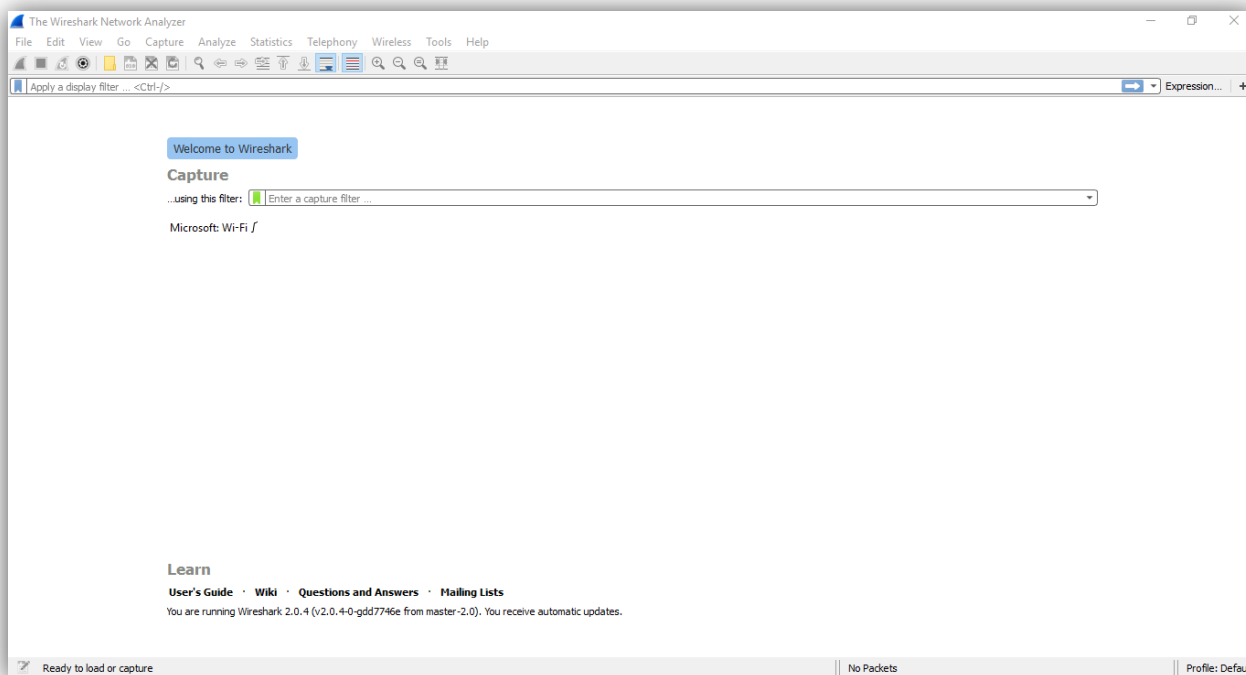 The Wireshark Network Analyzer
File Edit View Go Capture Analyze Statistics Telephony Wireless Tools Help
Apply a display filter ... <Ctrl-/> Expression... +
Welcome to Wireshark
Capture
...using this filter: Enter a capture filter ...
Microsoft: Wi-Fi
Learn
User's Guide · Wiki · Questions and Answers · Mailing Lists
You are running Wireshark 2.0.4 (v2.0.4-0-gdd7746e from master-2.0). You receive automatic updates.
Ready to load or capture No Packets Profile: Defau